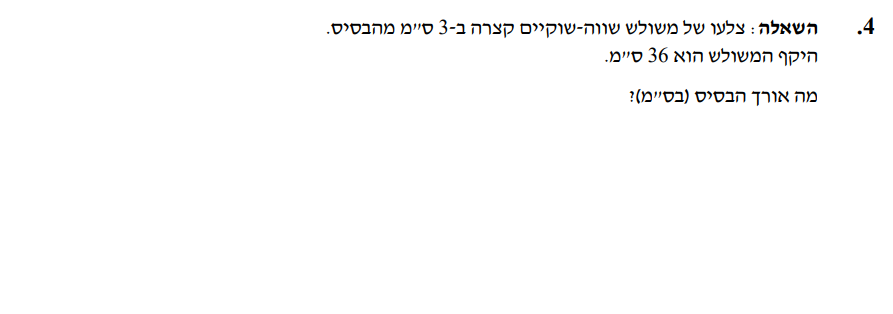 4. השאלה: צלעו של משולש שווה-שוקיים קצרה ב-3 ס״מ מהבסיס.
היקף המשולש הוא 36 ס״מ.
מה אורך הבסיס (בס״מ)?